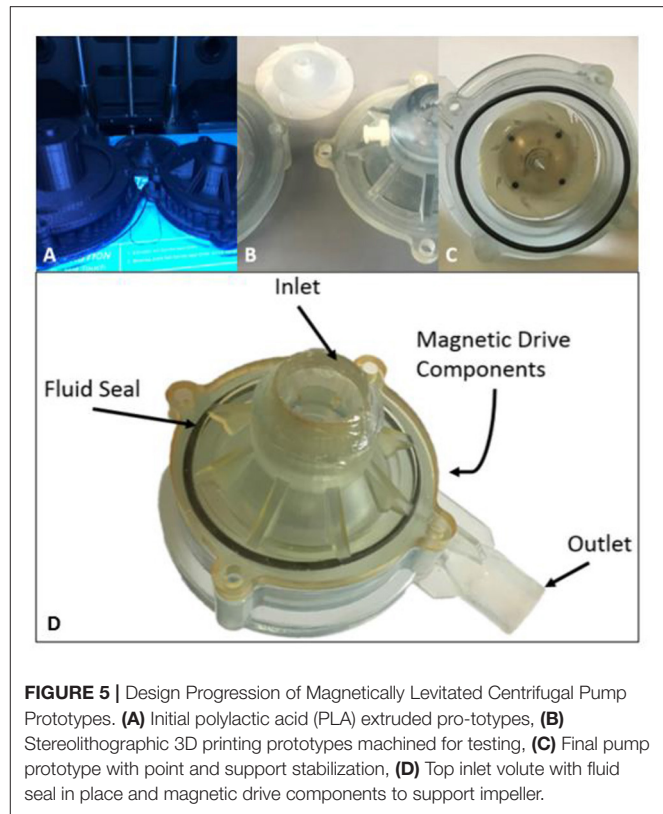 A
B
C
Inlet
Magnetic Drive
Components
Fluid Seal
Outlet
D
FIGURE 5 | Design Progression of Magnetically Levitated Centrifugal Pump
Prototypes. (A) Initial polylactic acid (PLA) extruded pro-totypes, (B)
Stereolithographic 3D printing prototypes machined for testing, (C) Final pump
prototype with point and support stabilization, (D) Top inlet volute with fluid
seal in place and magnetic drive components to support impeller.